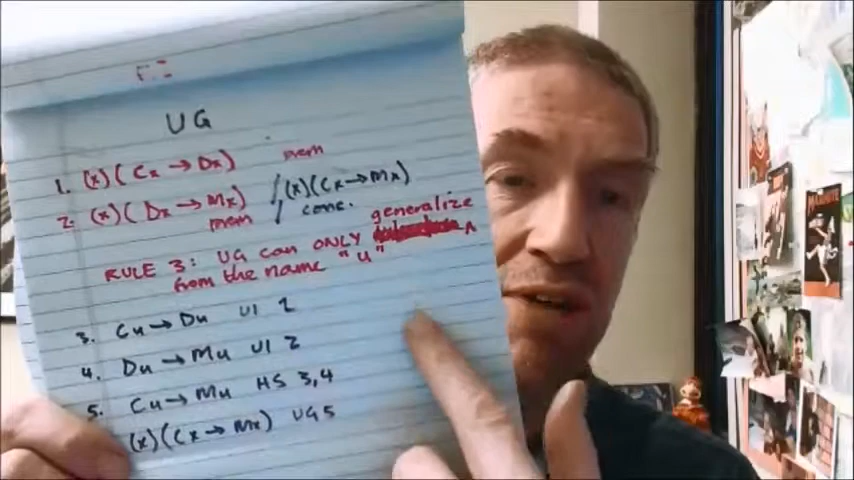 UG
1. (x)(Cx → Dx) mem
2. (x)(Dx → Mx) mem / (x)(Cx → Mx) conc.
RULE 3: UG can ONLY generalize
from the name "u"
3. Cu → Du UI 1
4. Du → Mu UI 2
5. Cu → Mu HS 3,4
(x)(Cx → Mx) UG 5